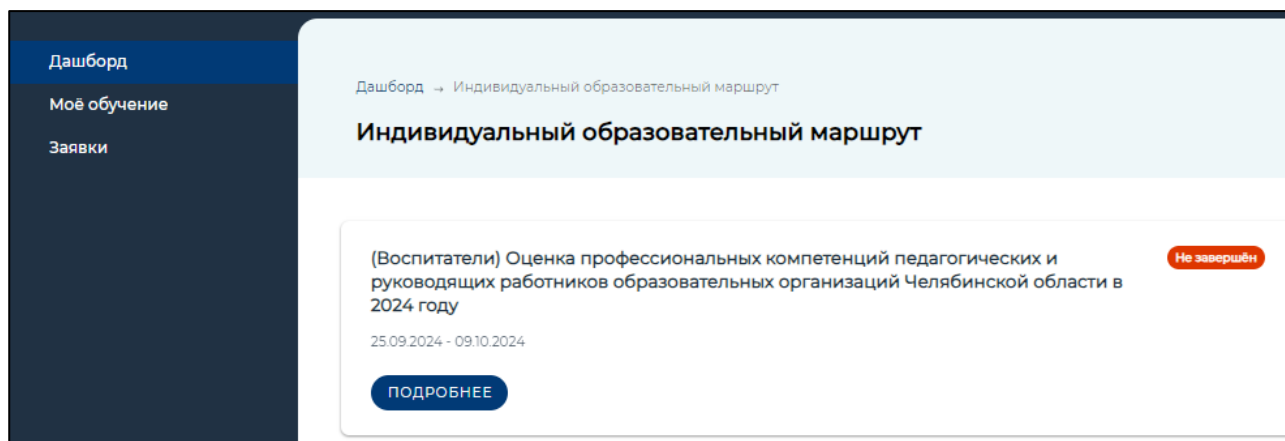 Дашборд
Моё обучение
Заявки
Дашборд → Индивидуальный образовательный маршрут
Индивидуальный образовательный маршрут
(Воспитатели) Оценка профессиональных компетенций педагогических и
руководящих работников образовательных организаций Челябинской области в
2024 году
Не завершён
25.09.2024 - 09.10.2024
ПОДРОБНЕЕ